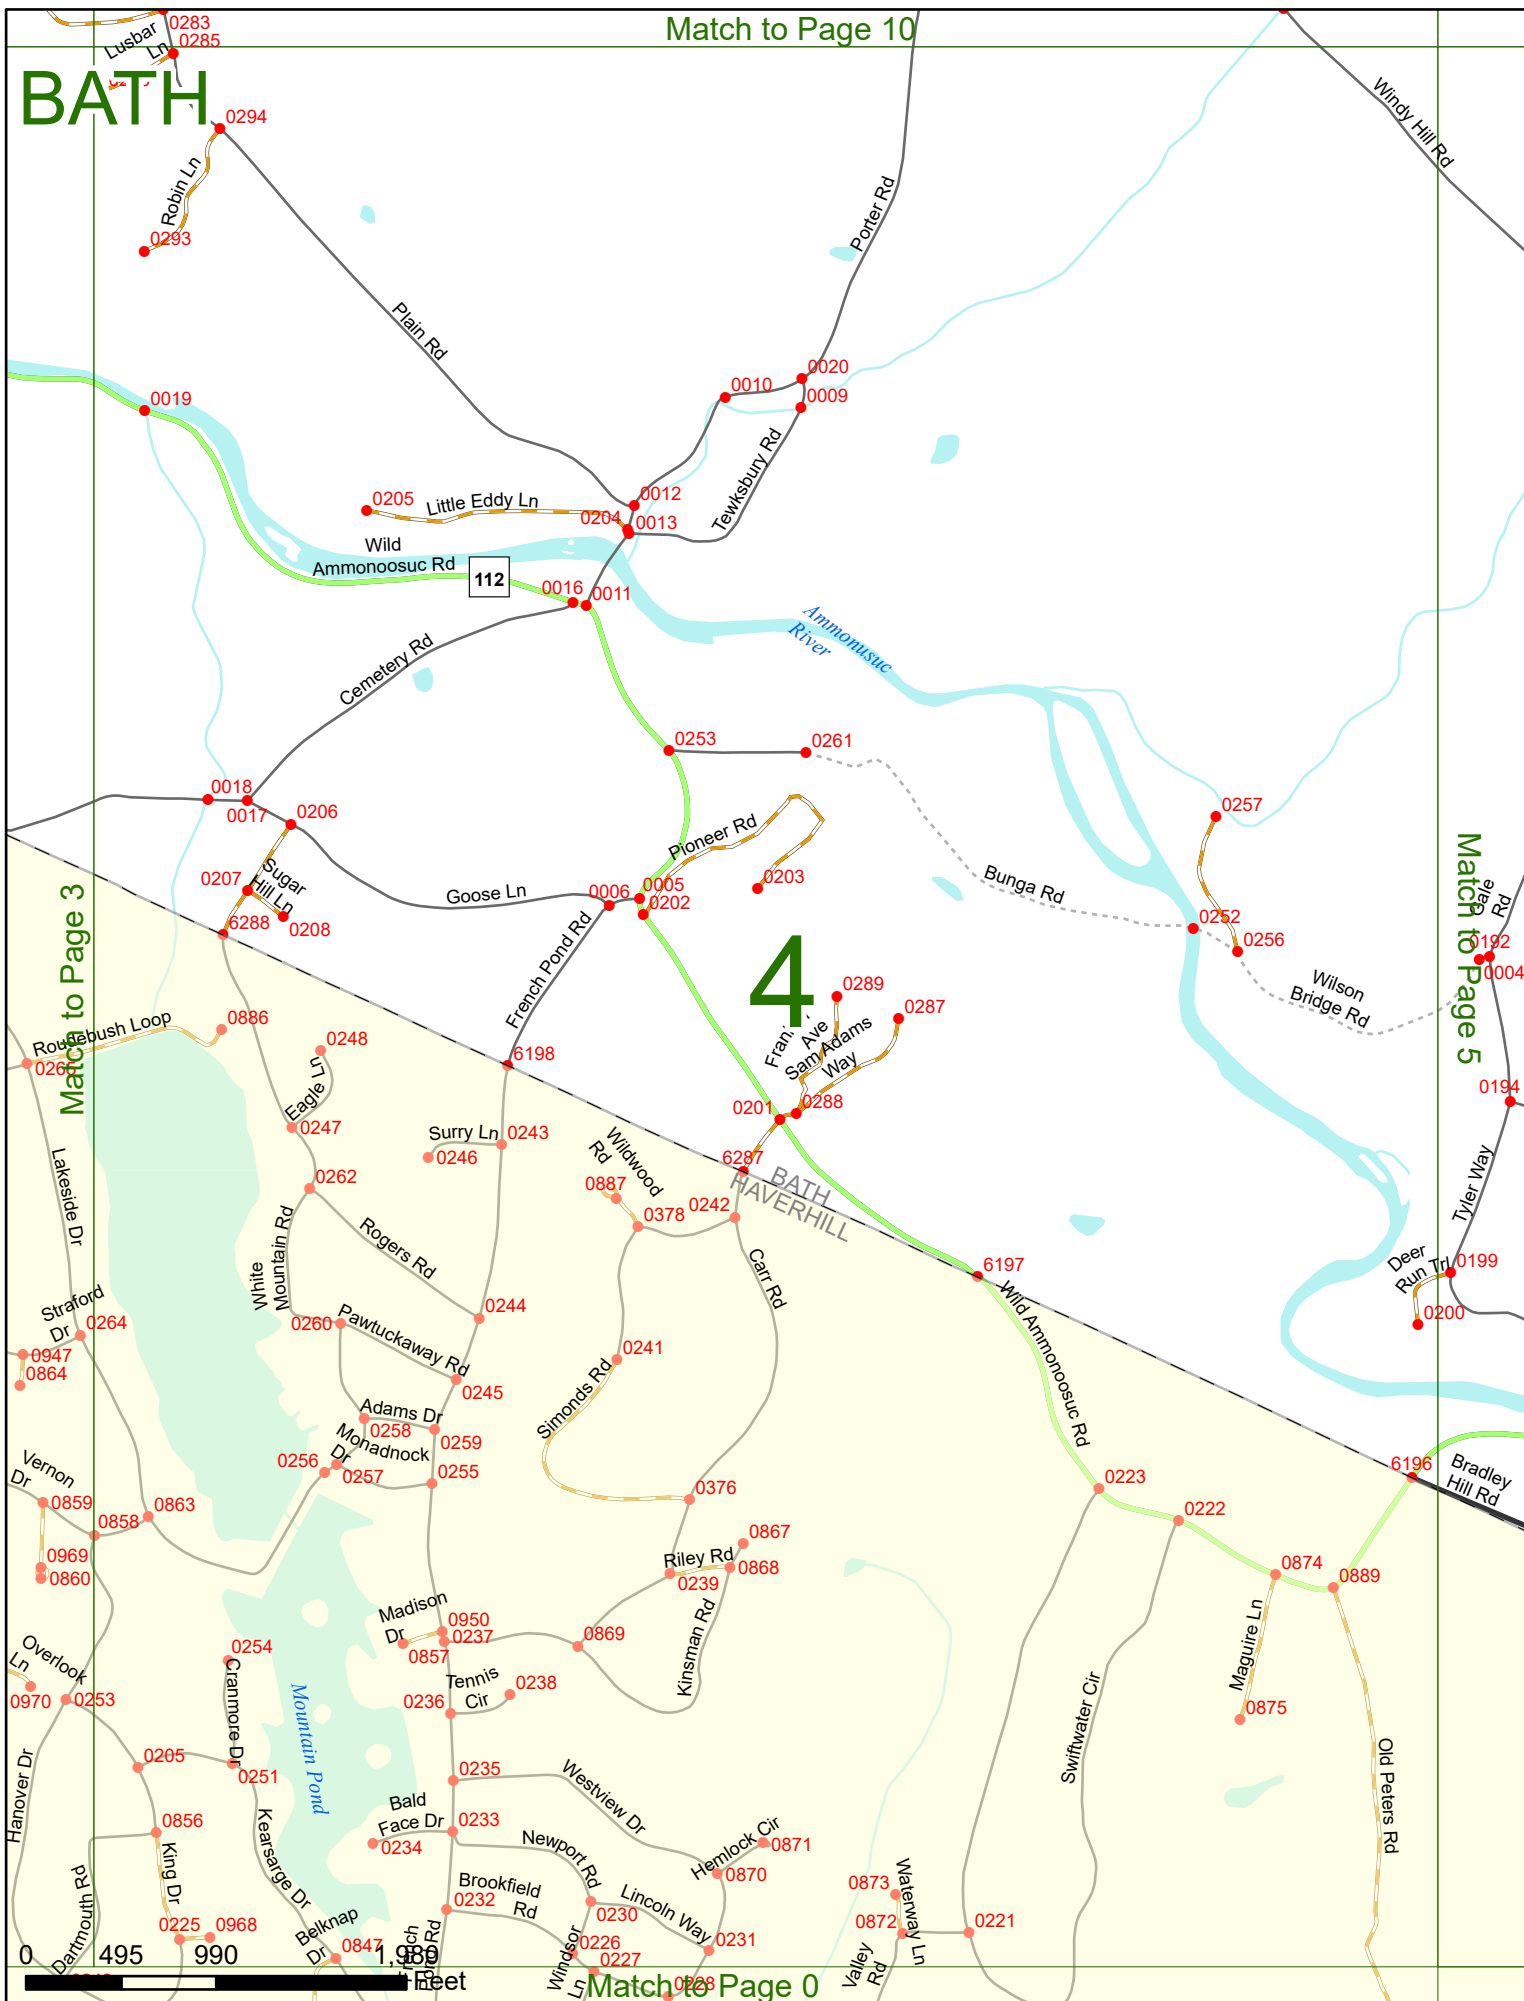 Match to Page 10
0283
Lusbar
Ln
0285
BATH
0294
Robin Ln
0293
Windy Hill Rd
Porter Rd
Plain Rd
0019
0010
0020
0009
Tewksbury Rd
0205
Little Eddy Ln
0012
0204
0013
Wild
Ammonoosuc Rd
112
0016
0011
Ammonusuc
River
Cemetery Rd
0253
0261
0018
0017
0206
0257
Pioneer Rd
0203
Bunga Rd
0207
Sugar
Hill Ln
0208
Goose Ln
0006
0005
0202
6288
French Pond Rd
0252
0256
Gale
Rd
0192
0004
Match to Page 3
Match to Page 5
4
Wilson
Bridge Rd
0289
0287
Ave
Sam Adams
Way
0288
0201
0194
Roudebush Loop
0886
0248
Eagle Ln
0247
6198
Surry Ln
0243
0246
Wildwood
Rd
0887
0378
6287
0242
BATH
HAVERHILL
Lakeside Dr
0262
White
Mountain Rd
Rogers Rd
Carr Rd
6197
Tyler Way
Deer
Run Trl
0199
0200
Straford
Dr
0264
0947
0864
0260
0244
Pawtuckaway Rd
0245
0241
Simonds Rd
Wild Ammonoosuc Rd
Adams Dr
0258
0259
Monadnock
Dr
0256
0257
0255
Vernon
Dr
0859
0858
0863
0969
0860
0376
0223
0222
6196
Bradley
Hill Rd
0867
Riley Rd
0868
0239
0874
0889
Madison
Dr
0950
0237
0857
0869
Kinsman Rd
Maguire Ln
0875
Overlook
Ln
0970
0253
0254
Cranmore Dr
Mountain Pond
Tennis
Cir
0238
0236
Swiftwater Cir
Old Peters Rd
0205
0251
0235
Westview Dr
Hanover Dr
0856
King Dr
Kearsarge Dr
Bald
Face Dr
0234
0233
Newport Rd
Hemlock Cir
0871
0870
Dartmouth Rd
0225
0968
Belknap
Dr
0847
0232
Brookfield
Rd
0230
Lincoln Way
0231
0226
0227
Windsor
Ln
0228
0873
0872
Waterway Ln
Valley
Rd
0221
0
495
990
1,980
Feet
Match to Page 0